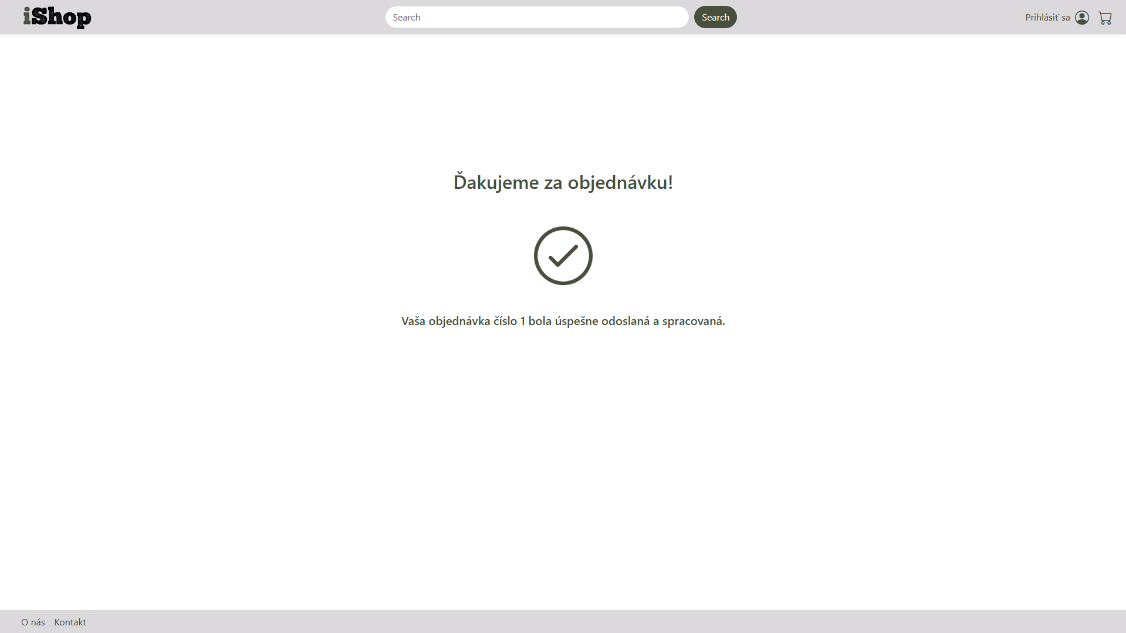 iShop
Search
Search
Prihlásiť sa
Ďakujeme za objednávku!
Vaša objednávka číslo 1 bola úspešne odoslaná a spracovaná.
O nás
Kontakt